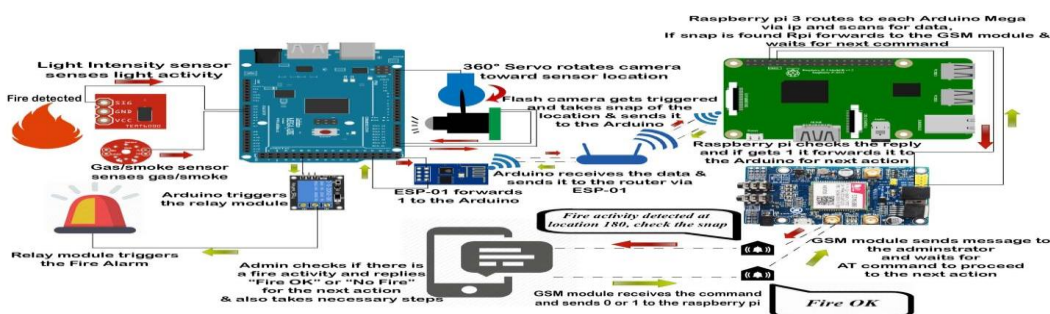 Raspberry pi 3 routes to each Arduino Mega
via ip and scans for data,
If snap is found Rpi forwards to the GSM module &
waits for next command
Light Intensity sensor
senses light activity
360° Servo rotates camera
toward sensor location
Fire detected
SIG
GND
VCC
Flash camera gets triggered
and takes snap of the
location & sends it
to the Arduino
Gas/smoke sensor
senses gas/smoke
Raspberry pi checks the reply
and if gets 1 it forwards it to
the Arduino for next action
Arduino receives the data &
sends it to the router via
ESP-01
ESP-01 forwards
1 to the Arduino
Arduino triggers
the relay module
Fire activity detected at
location 180, check the snap
Relay module triggers
the Fire Alarm
Admin checks if there is
a fire activity and replies
"Fire OK" or "No Fire"
for the next action
& also takes necessary steps
GSM module sends message to
the adminstrator
and waits for
AT command to proceed
to the next action
GSM module receives the command
and sends 0 or 1 to the raspberry pi
Fire OK